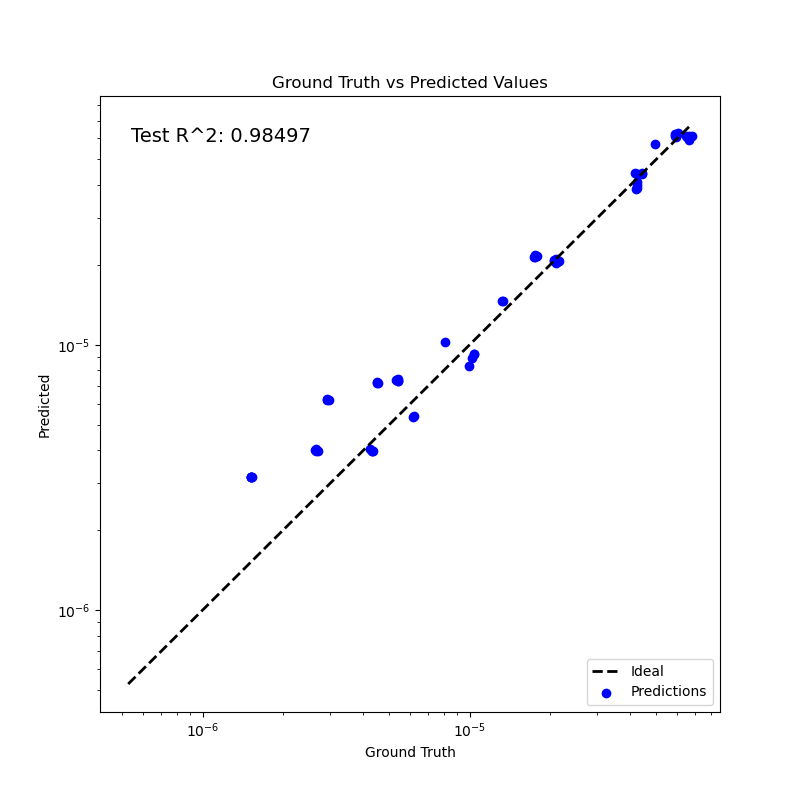 Ground Truth vs Predicted Values
Test R^2: 0.98497
Predicted
10⁻⁵
10⁻⁶
10⁻⁶
10⁻⁵
Ground Truth
Ideal
Predictions